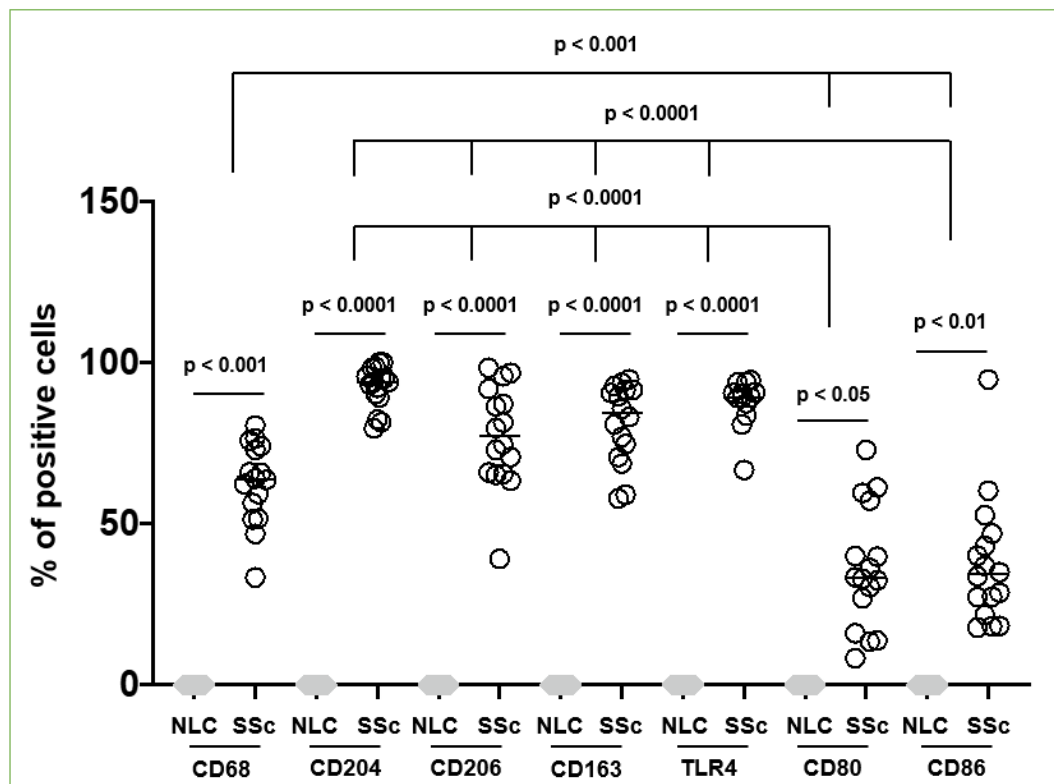 p < 0.001
p < 0.0001
p < 0.0001
p < 0.0001 p < 0.0001 p < 0.0001 p < 0.0001
p < 0.01
p < 0.001
p < 0.05
150
100
50
0
% of positive cells
NLC SSc NLC SSc NLC SSc NLC SSc NLC SSc NLC SSc NLC SSc
CD68 CD204 CD206 CD163 TLR4 CD80 CD86